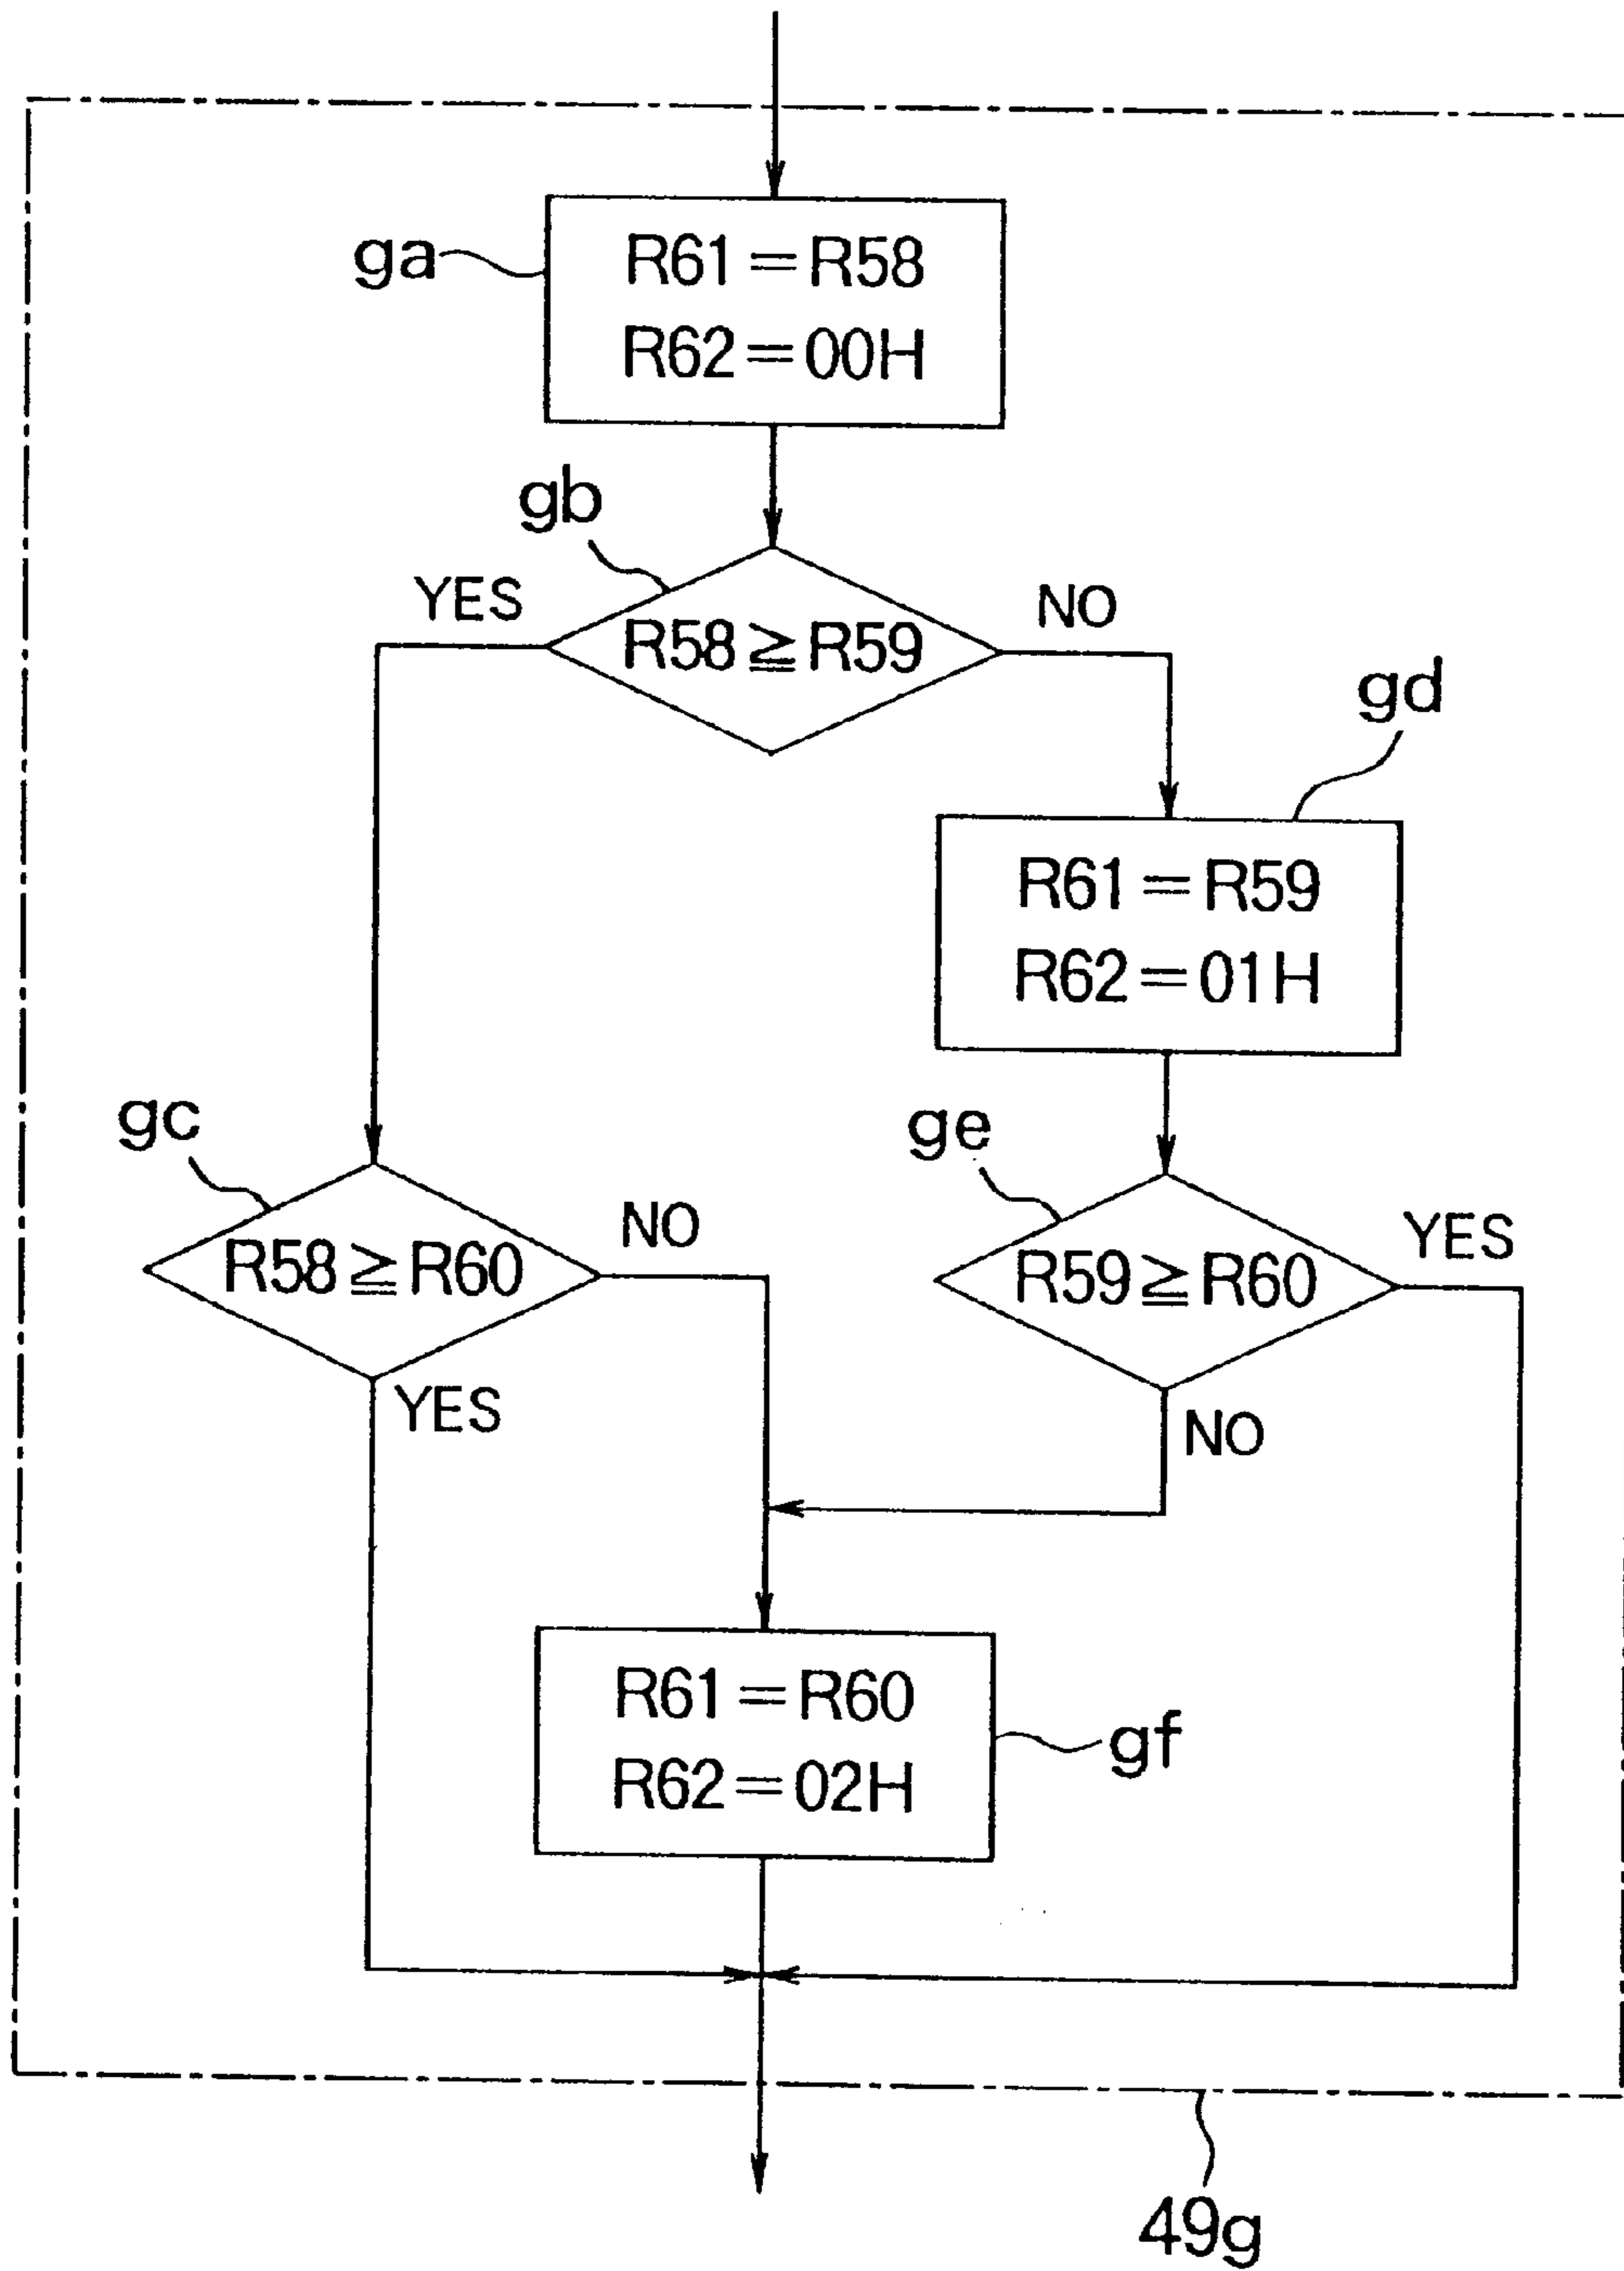 ga
R61=R58
R62=00H
gb
YES
R58≧R59
NO
gd
R61=R59
R62=01H
gc
R58≧R60
NO
YES
ge
R59≧R60
YES
NO
R61=R60
R62=02H
gf
49g